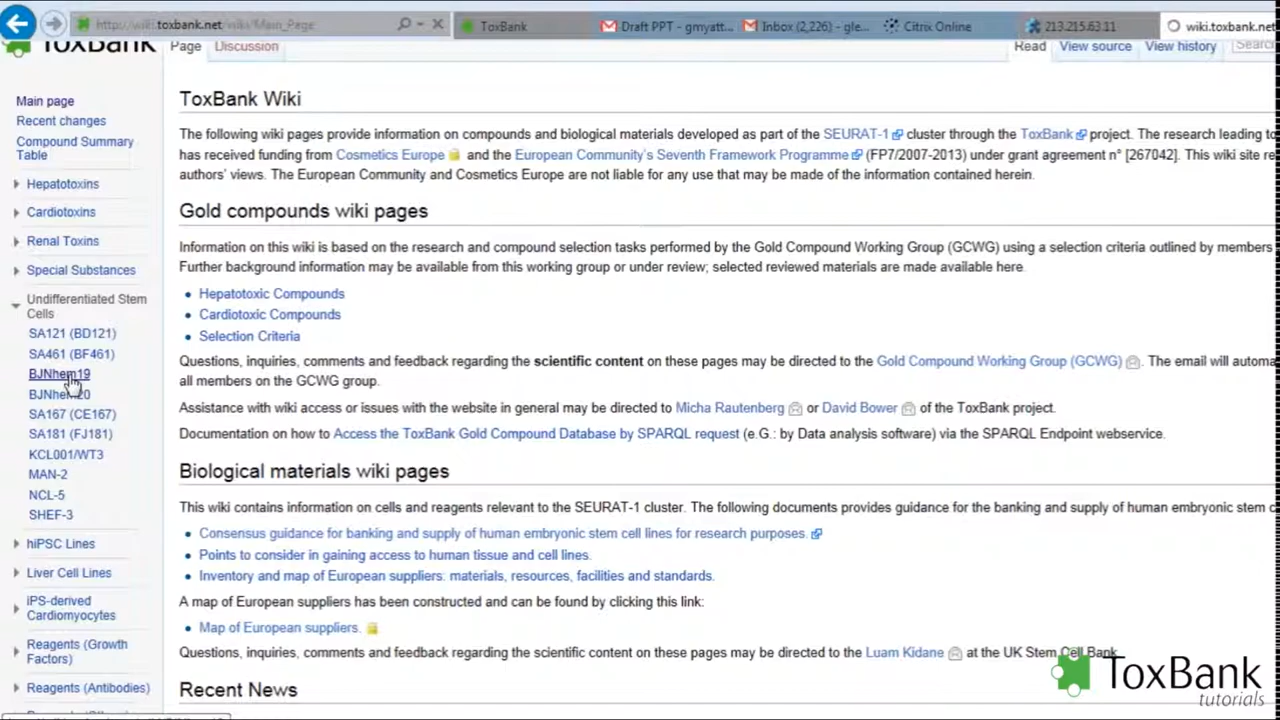 http://wiki.toxbank.net/wiki/Main_Page
ToxBank
Draft PPT - gmyatt...
Inbox (2,226) - gle...
Citrix Online
213.215.63.11
wiki.toxbank.net
ToxBank
Page
Discussion
Read
View source
View history
Search
Main page
Recent changes
Compound Summary
Table
Hepatotoxins
Cardiotoxins
Renal Toxins
Special Substances
Undifferentiated Stem
Cells
SA121 (BD121)
SA461 (BF461)
BJNhem19
BJNhem20
SA167 (CE167)
SA181 (FJ181)
KCL001/WT3
MAN-2
NCL-5
SHEF-3
hiPSC Lines
Liver Cell Lines
iPS-derived
Cardiomyocytes
Reagents (Growth
Factors)
Reagents (Antibodies)
ToxBank Wiki
The following wiki pages provide information on compounds and biological materials developed as part of the SEURAT-1 cluster through the ToxBank project. The research leading to
has received funding from Cosmetics Europe and the European Community's Seventh Framework Programme (FP7/2007-2013) under grant agreement n° [267042]. This wiki site re
authors' views. The European Community and Cosmetics Europe are not liable for any use that may be made of the information contained herein.
Gold compounds wiki pages
Information on this wiki is based on the research and compound selection tasks performed by the Gold Compound Working Group (GCWG) using a selection criteria outlined by members
Further background information may be available from this working group or under review; selected reviewed materials are made available here.
Hepatotoxic Compounds
Cardiotoxic Compounds
Selection Criteria
Questions, inquiries, comments and feedback regarding the scientific content on these pages may be directed to the Gold Compound Working Group (GCWG). The email will automa
all members on the GCWG group.
Assistance with wiki access or issues with the website in general may be directed to Micha Rautenberg or David Bower of the ToxBank project.
Documentation on how to Access the ToxBank Gold Compound Database by SPARQL request (e.G.: by Data analysis software) via the SPARQL Endpoint webservice.
Biological materials wiki pages
This wiki contains information on cells and reagents relevant to the SEURAT-1 cluster. The following documents provides guidance for the banking and supply of human embryonic stem c
Consensus guidance for banking and supply of human embryonic stem cell lines for research purposes.
Points to consider in gaining access to human tissue and cell lines.
Inventory and map of European suppliers: materials, resources, facilities and standards.
A map of European suppliers has been constructed and can be found by clicking this link:
Map of European suppliers.
Questions, inquiries, comments and feedback regarding the scientific content on these pages may be directed to the Luam Kidane at the UK Stem Cell Bank
Recent News
ToxBank
tutorials